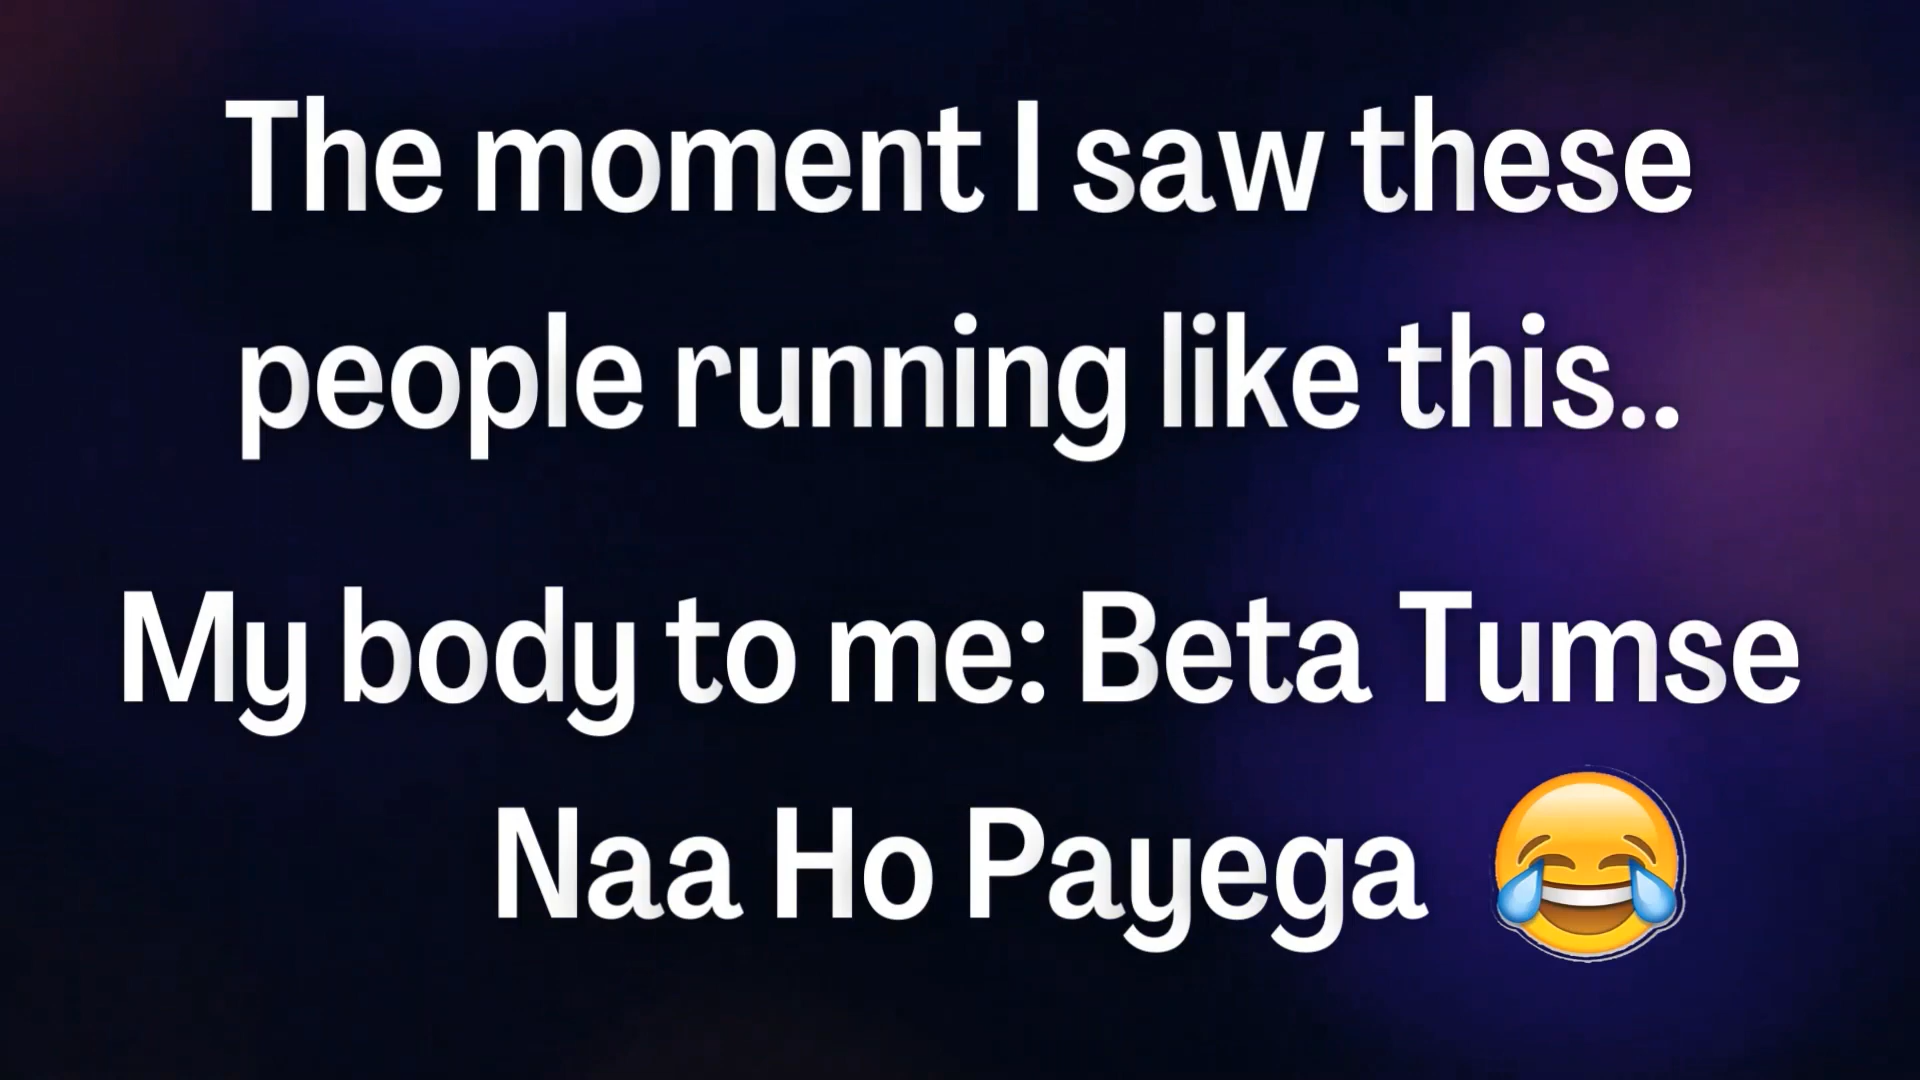 The moment I saw these
people running like this..
My body to me: Beta Tumse
Naa Ho Payega 😂